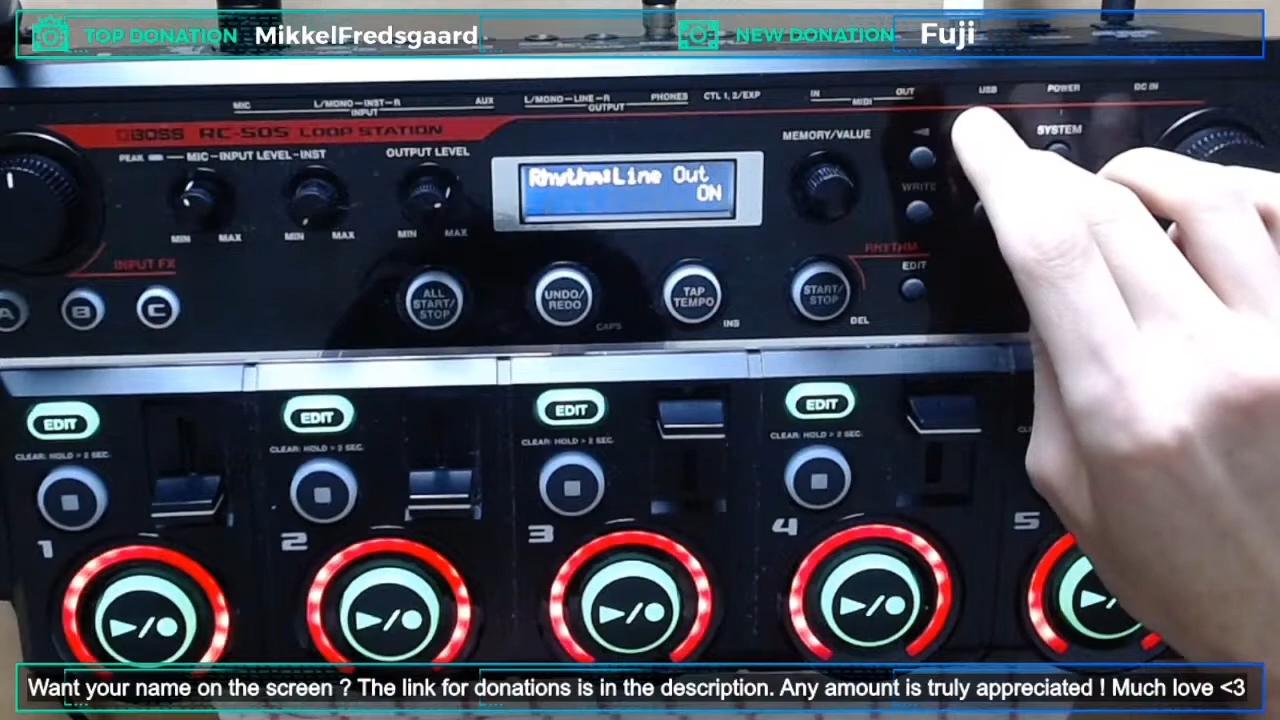 TOP DONATION MikkelFredsgaard
NEW DONATION Fuji
MIC L/MONO-INST-R AUX
INPUT
L/MONO-LINE-R PHONES CTL 1, 2/EXP
OUTPUT
IN OUT USB POWER DC IN
MIDI
BOSS RC-505 LOOP STATION
PEAK MIC-INPUT LEVEL-INST OUTPUT LEVEL
MEMORY/VALUE SYSTEM
Rhythm:Line Out
ON
WRITE
MIN MAX MIN MAX MIN MAX
INPUT FX
RHYTHM
EDIT
A B C
ALL START/STOP
UNDO/REDO
TAP TEMPO
START/STOP
CAPS INS DEL
EDIT EDIT EDIT EDIT
CLEAR: HOLD > 2 SEC. CLEAR: HOLD > 2 SEC. CLEAR: HOLD > 2 SEC. CLEAR: HOLD > 2 SEC.
1 2 3 4 5
Want your name on the screen ? The link for donations is in the description. Any amount is truly appreciated ! Much love <3